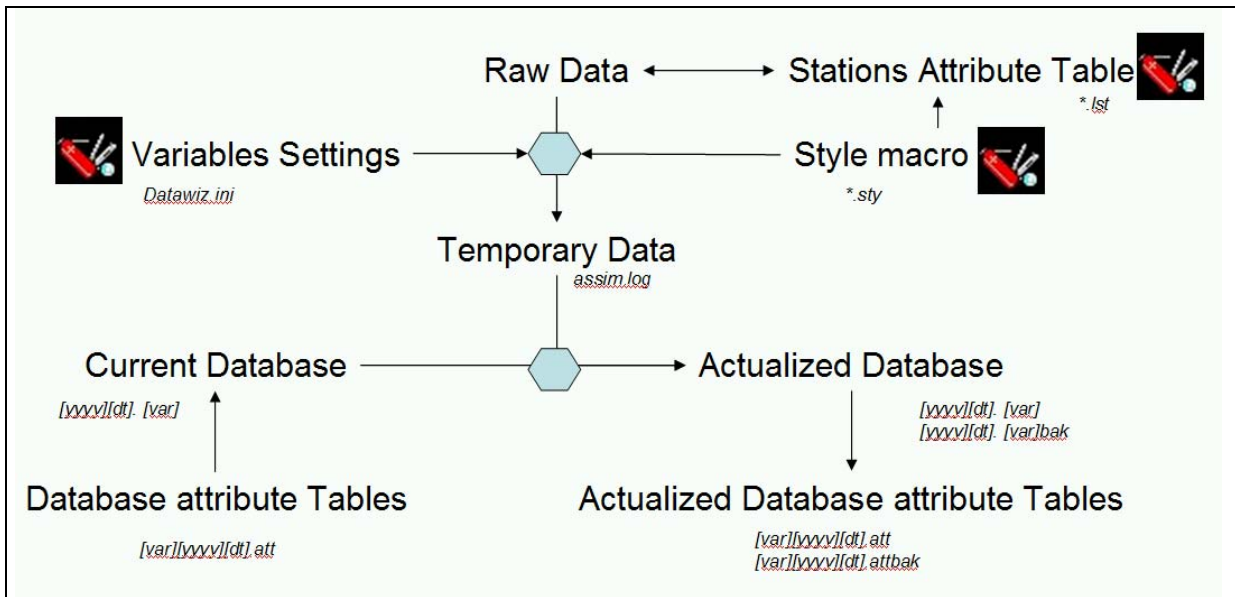 Raw Data
Stations Attribute Table
*.lst
Variables Settings
Datawiz.ini
Style macro
*.sty
Temporary Data
assim.log
Current Database
[yyyy][dt]. [var]
Actualized Database
[yyyy][dt]. [var]
[yyyy][dt]. [var]bak
Database attribute Tables
[var][yyyy][dt].att
Actualized Database attribute Tables
[var][yyyy][dt].att
[var][yyyy][dt].attbak